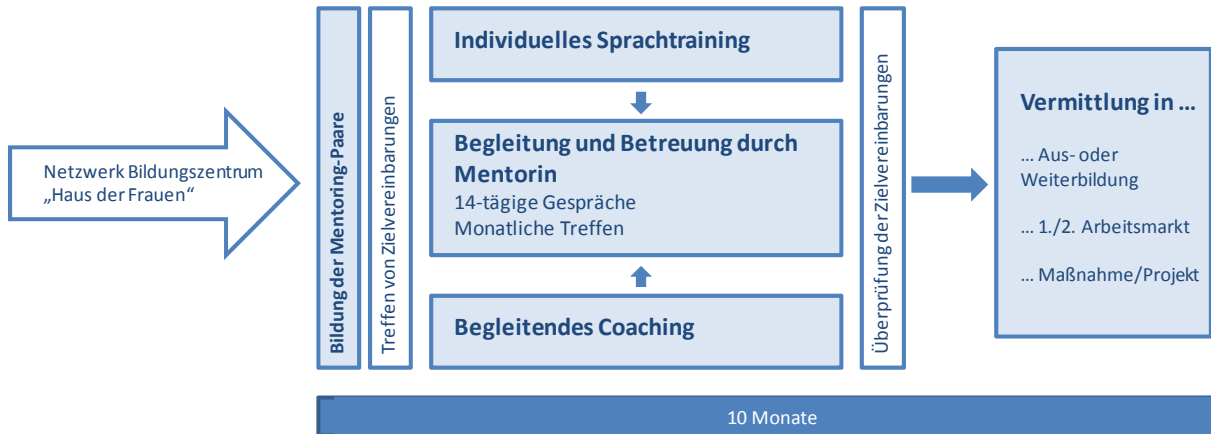 Netzwerk Bildungszentrum
„Haus der Frauen“
Bildung der Mentoring-Paare
Treffen von Zielvereinbarungen
Individuelles Sprachtraining
Begleitung und Betreuung durch
Mentorin
14-tägige Gespräche
Monatliche Treffen
Begleitendes Coaching
Überprüfung der Zielvereinbarungen
Vermittlung in ...
... Aus- oder
Weiterbildung
... 1./2. Arbeitsmarkt
... Maßnahme/Projekt
10 Monate